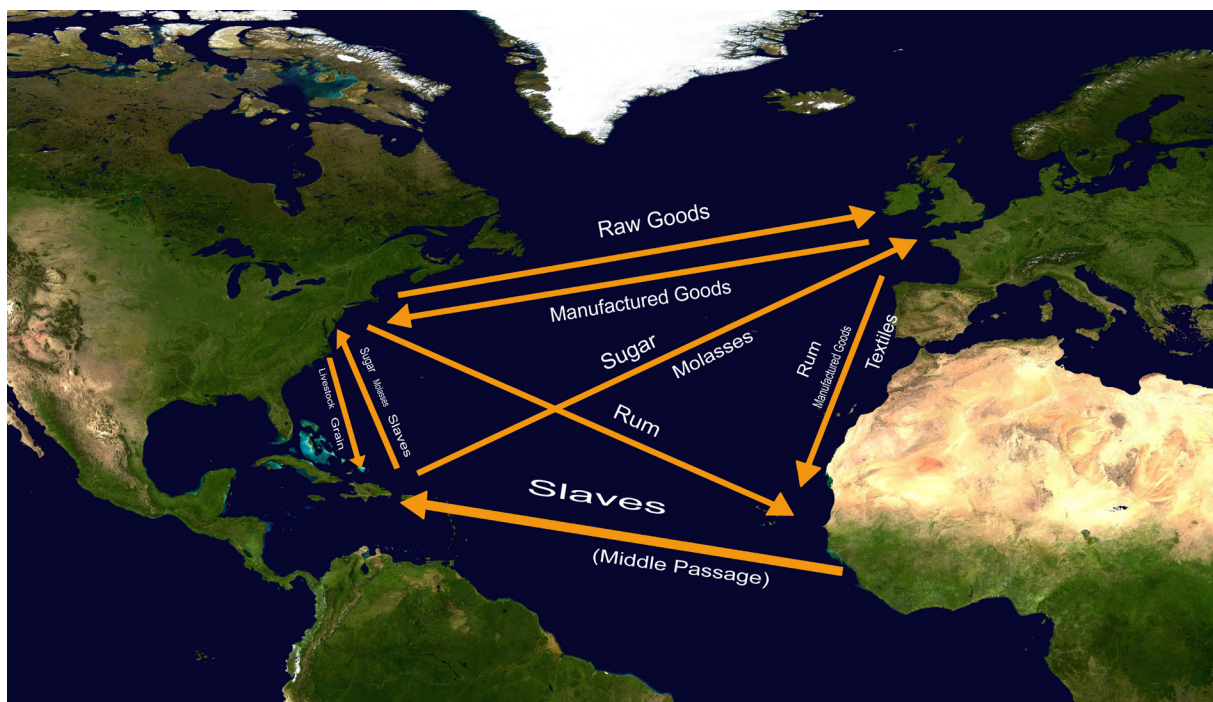 Raw Goods
Manufactured Goods
Sugar
Molasses
Rum
Manufactured Goods
Textiles
Sugar Molasses Slaves
Livestock Grain
Rum
Slaves
(Middle Passage)